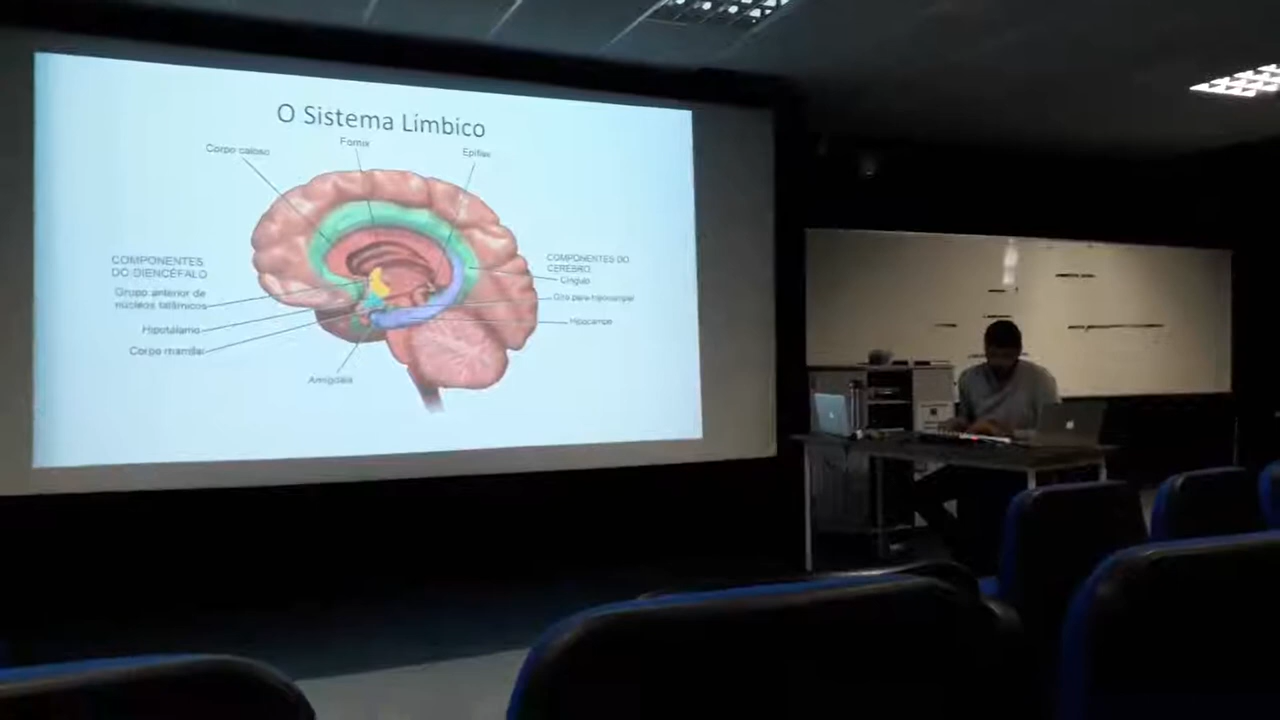 O Sistema Límbico
Corpo caloso
Fornix
Epífise
COMPONENTES
DO DIENCÉFALO
Grupo anterior de
núcleos talâmicos
Hipotálamo
Corpo mamilar
Amígdala
COMPONENTES DO
CÉREBRO
Cíngulo
Giro para-hipocampal
Hipocampo